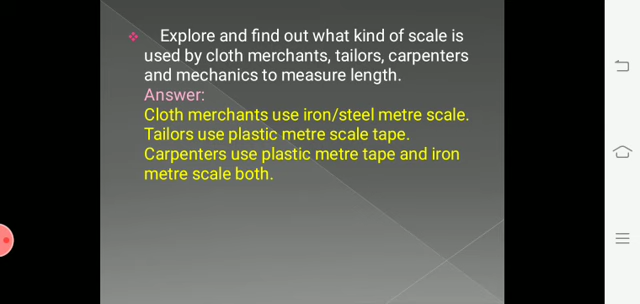 Explore and find out what kind of scale is
used by cloth merchants, tailors, carpenters
and mechanics to measure length.
Answer:
Cloth merchants use iron/steel metre scale.
Tailors use plastic metre scale tape.
Carpenters use plastic metre tape and iron
metre scale both.